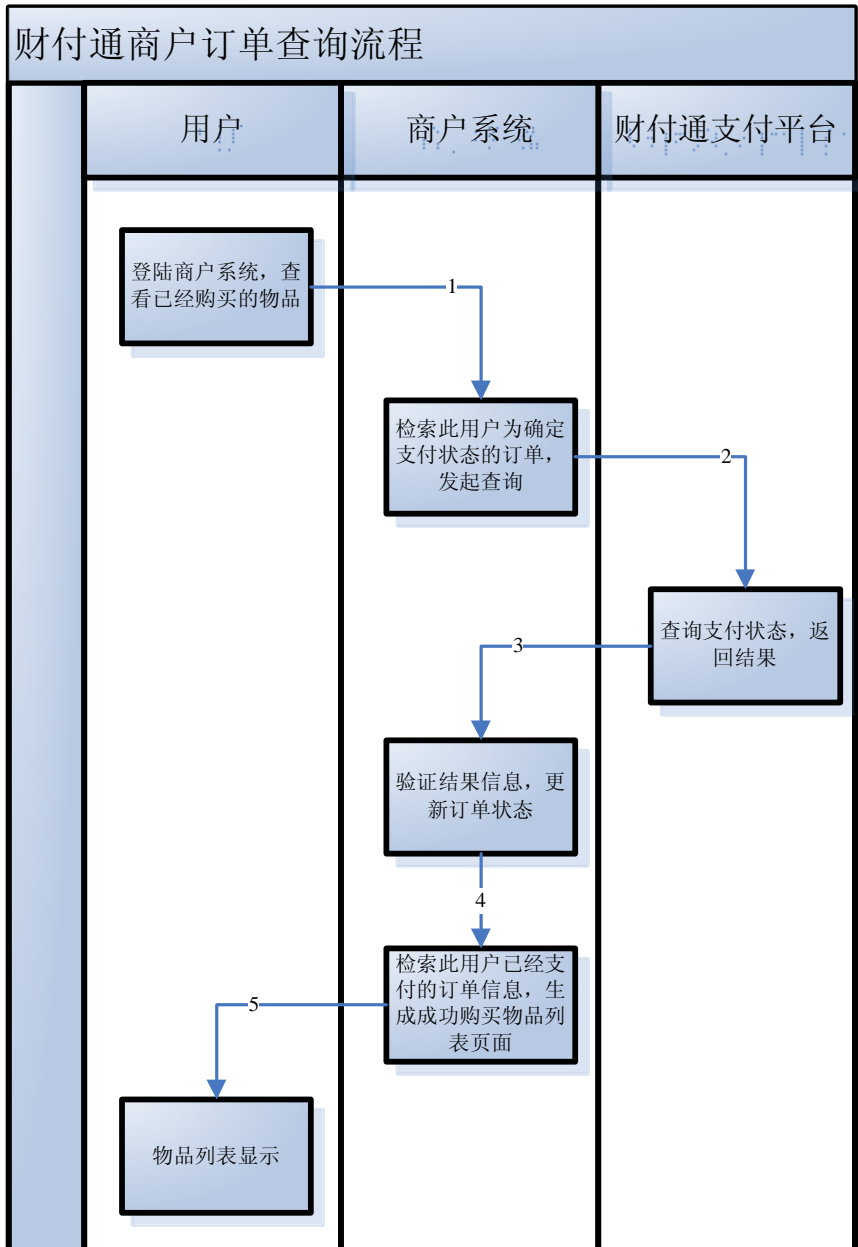 财付通商户订单查询流程
用户
商户系统
财付通支付平台
登陆商户系统，查
看已经购买的物品
1
检索此用户为确定
支付状态的订单，
发起查询
2
查询支付状态，返
回结果
3
验证结果信息，更
新订单状态
4
检索此用户已经支
付的订单信息，生
成成功购买物品列
表页面
5
物品列表显示